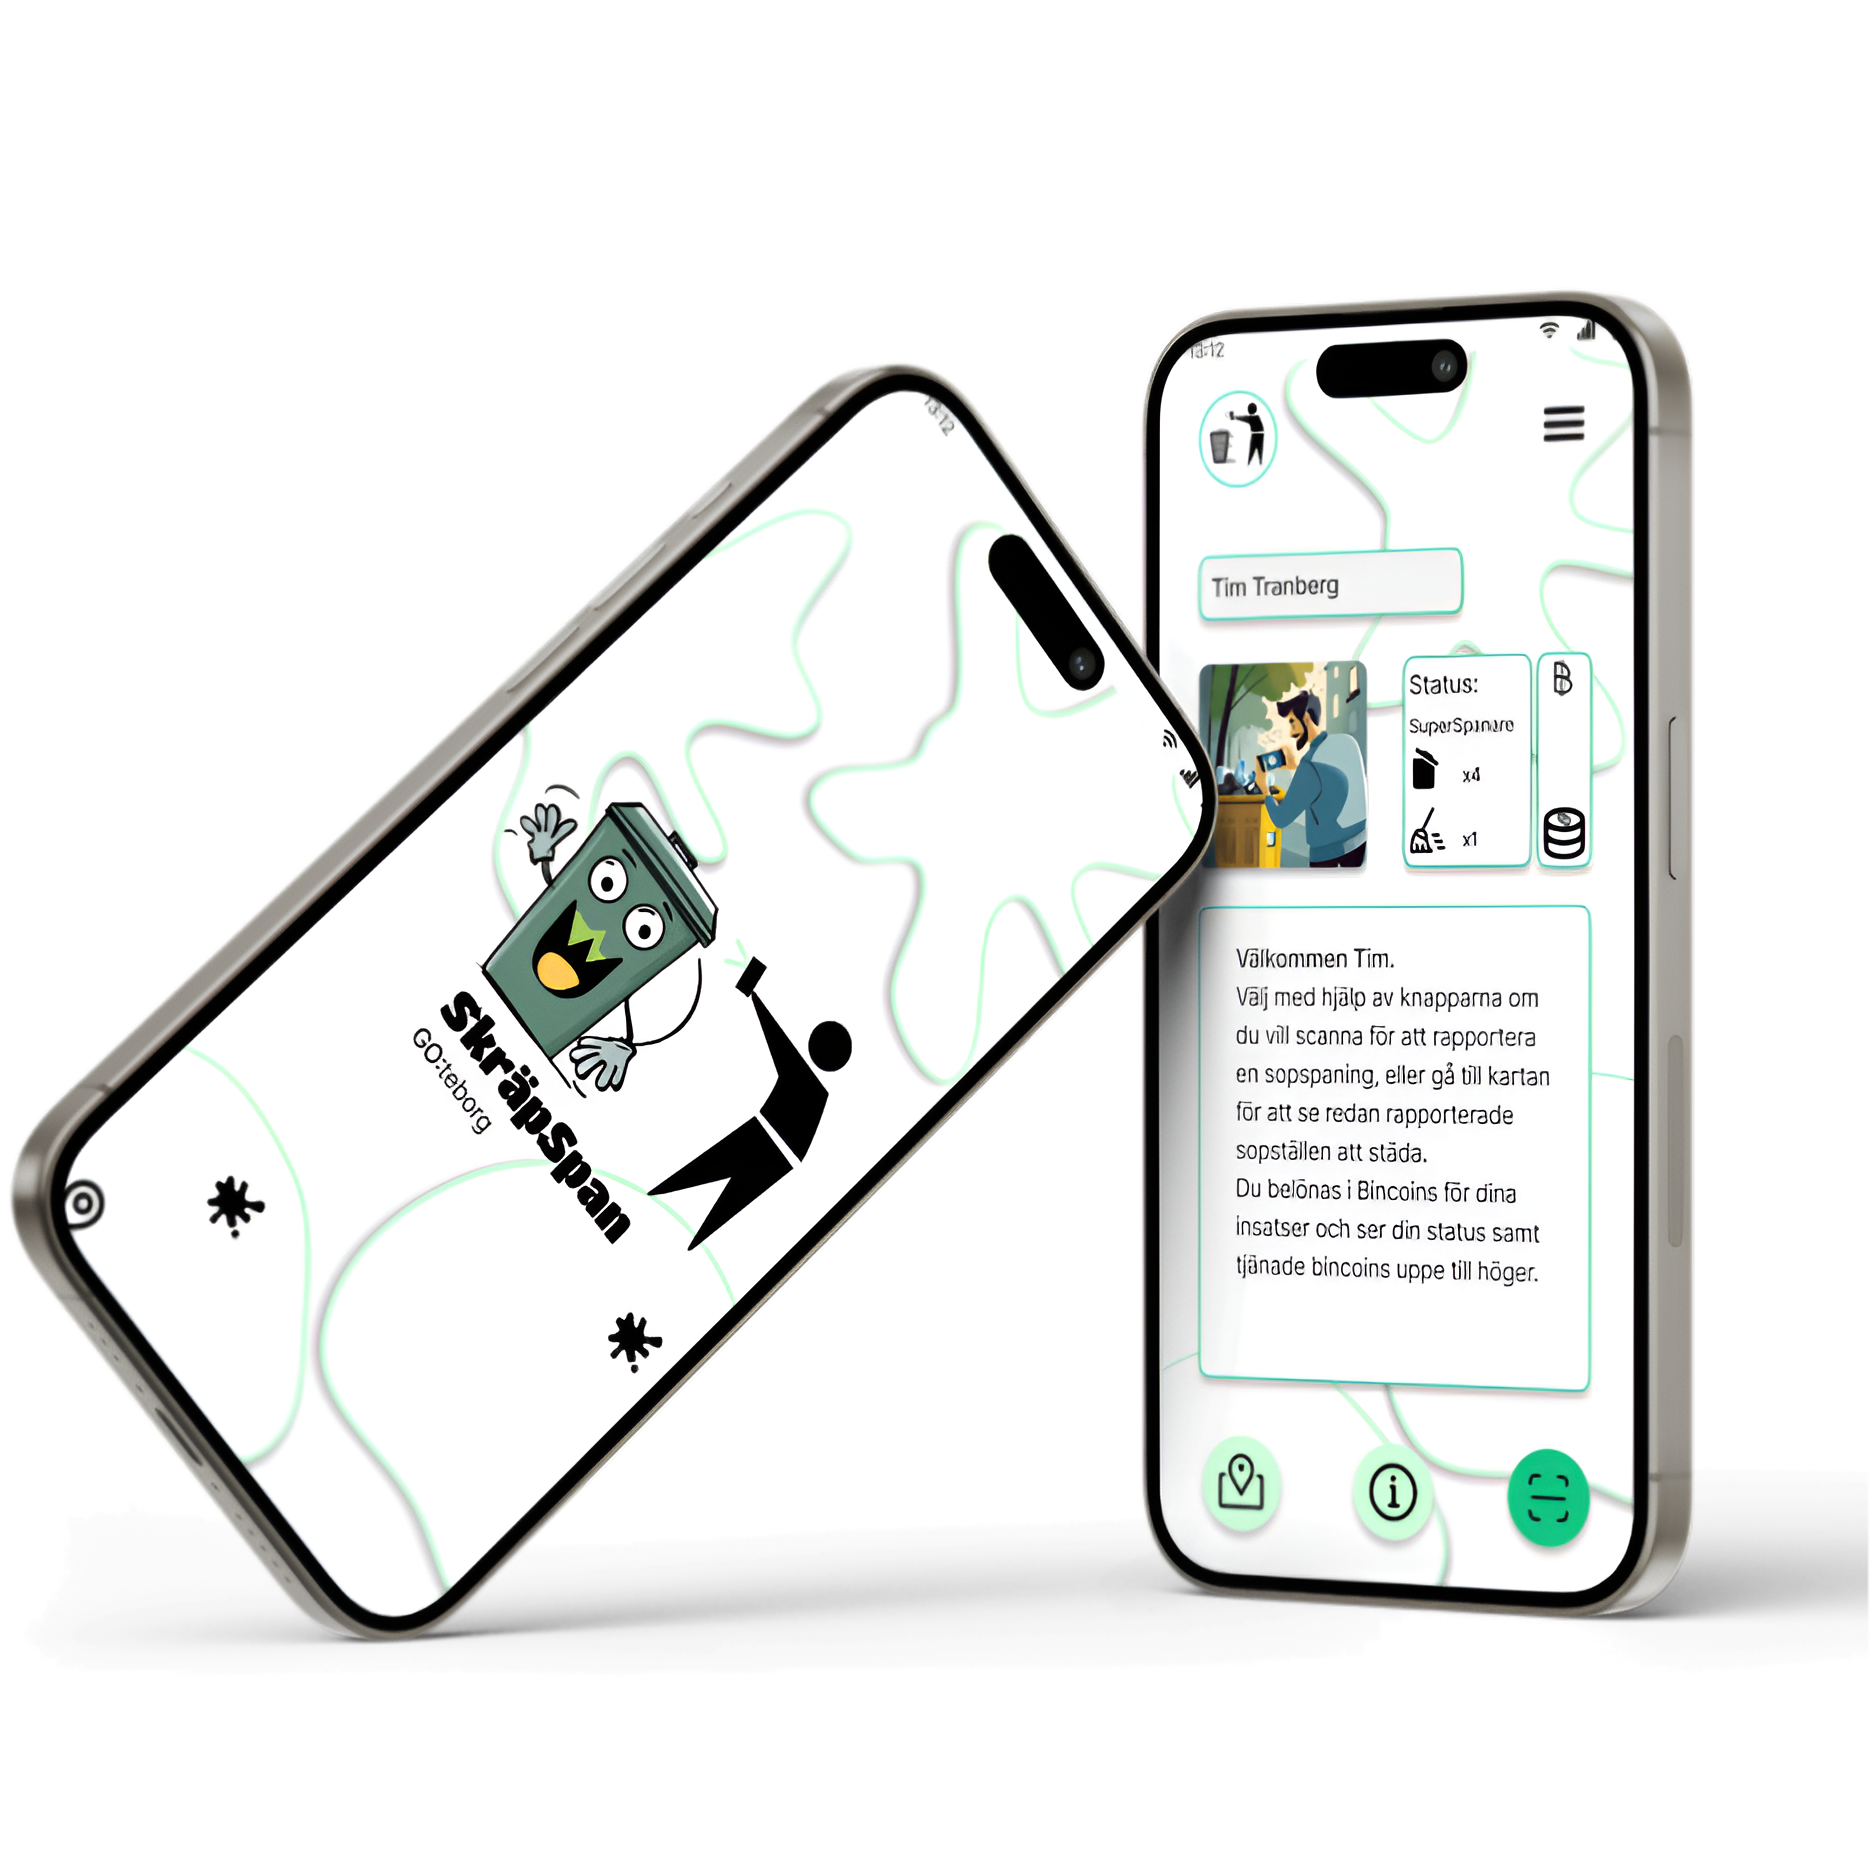 13:12
SkräpSpan
GO:teborg
13:12
Tim Tranberg
Status:
SuperSpanare
x4
x1
B
Välkommen Tim.
Välj med hjälp av knapparna om
du vill scanna för att rapportera
en sopspaning, eller gå till kartan
för att se redan rapporterade
sopställen att städa.
Du belönas i Bincoins för dina
insatser och ser din status samt
tjänade bincoins uppe till höger.